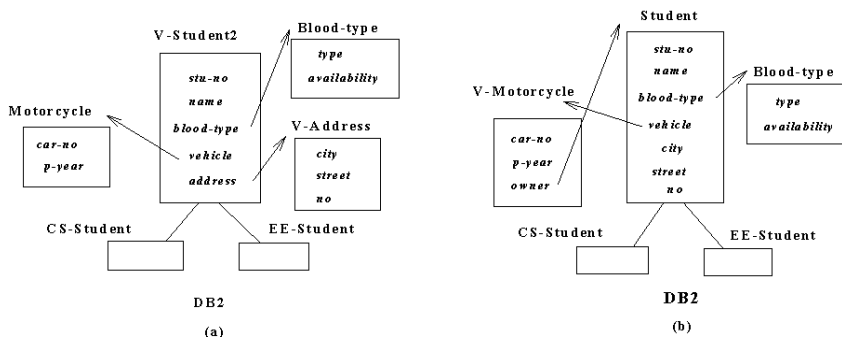 V-Student2
stu-no
name
blood-type
vehicle
address
Blood-type
type
availability
Motorcycle
car-no
p-year
V-Address
city
street
no
CS-Student
EE-Student
DB2
(a)
Student
stu-no
name
blood-type
vehicle
city
street
no
Blood-type
type
availability
V-Motorcycle
car-no
p-year
owner
CS-Student
EE-Student
DB2
(b)